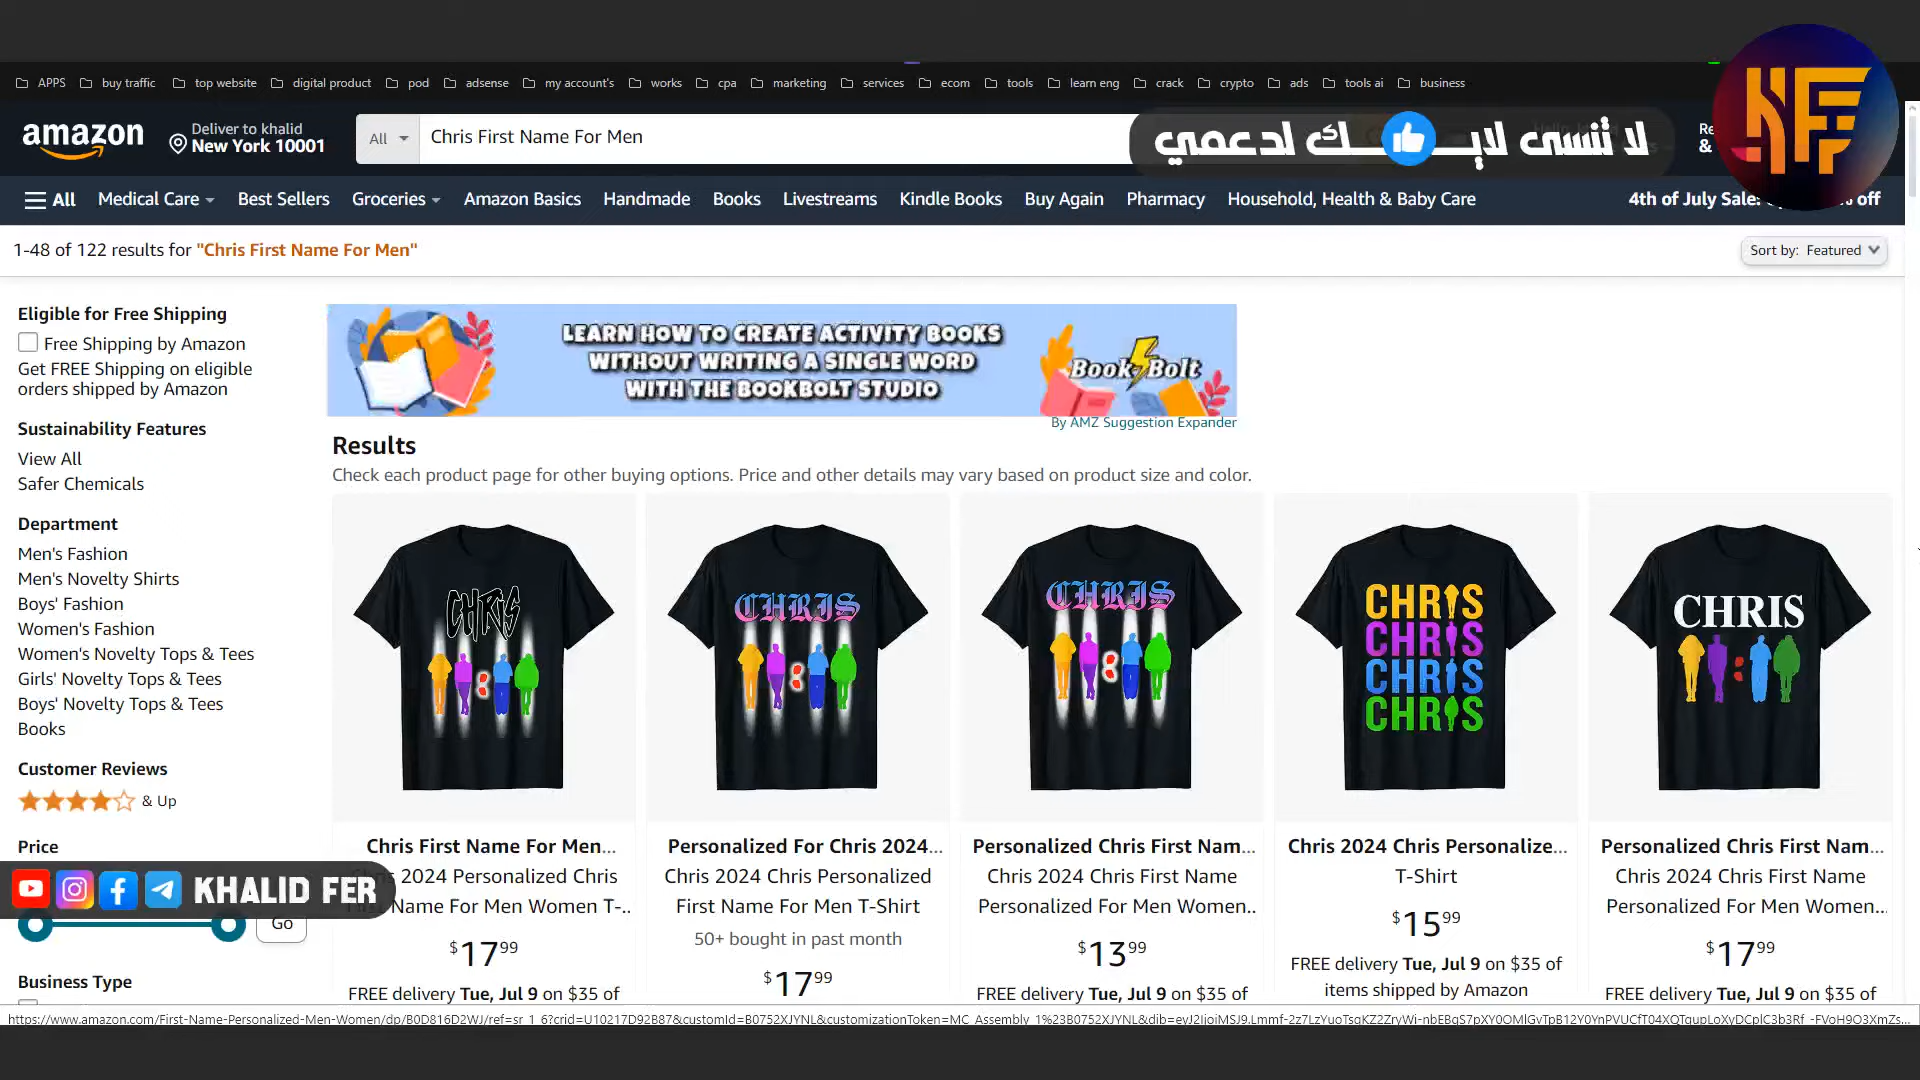 APPS buy traffic top website digital product pod adsense my account's works cpa marketing services ecom tools learn eng crack crypto ads tools ai business
amazon
Deliver to khalid
New York 10001
All
Chris First Name For Men
لا تنسى لايـــك لدعمي
KF
All Medical Care Best Sellers Groceries Amazon Basics Handmade Books Livestreams Kindle Books Buy Again Pharmacy Household, Health & Baby Care
4th of July Sale: off
1-48 of 122 results for "Chris First Name For Men"
Sort by: Featured
Eligible for Free Shipping
Free Shipping by Amazon
Get FREE Shipping on eligible
orders shipped by Amazon
Sustainability Features
View All
Safer Chemicals
Department
Men's Fashion
Men's Novelty Shirts
Boys' Fashion
Women's Fashion
Women's Novelty Tops & Tees
Girls' Novelty Tops & Tees
Boys' Novelty Tops & Tees
Books
Customer Reviews
& Up
Price
KHALID FER
Go
Business Type
LEARN HOW TO CREATE ACTIVITY BOOKS
WITHOUT WRITING A SINGLE WORD
WITH THE BOOKBOLT STUDIO
Book Bolt
By AMZ Suggestion Expander
Results
Check each product page for other buying options. Price and other details may vary based on product size and color.
CHRIS
Chris First Name For Men...
Chris 2024 Personalized Chris
Name For Men Women T-..
$17.99
FREE delivery Tue, Jul 9 on $35 of
CHRIS
Personalized For Chris 2024...
Chris 2024 Chris Personalized
First Name For Men T-Shirt
50+ bought in past month
$17.99
CHRIS
Personalized Chris First Nam...
Chris 2024 Chris First Name
Personalized For Men Women..
$13.99
FREE delivery Tue, Jul 9 on $35 of
CHRIS
CHRIS
CHRIS
CHRIS
Chris 2024 Chris Personalize...
T-Shirt
$15.99
FREE delivery Tue, Jul 9 on $35 of
items shipped by Amazon
CHRIS
Personalized Chris First Nam...
Chris 2024 Chris First Name
Personalized For Men Women...
$17.99
FREE delivery Tue, Jul 9 on $35 of